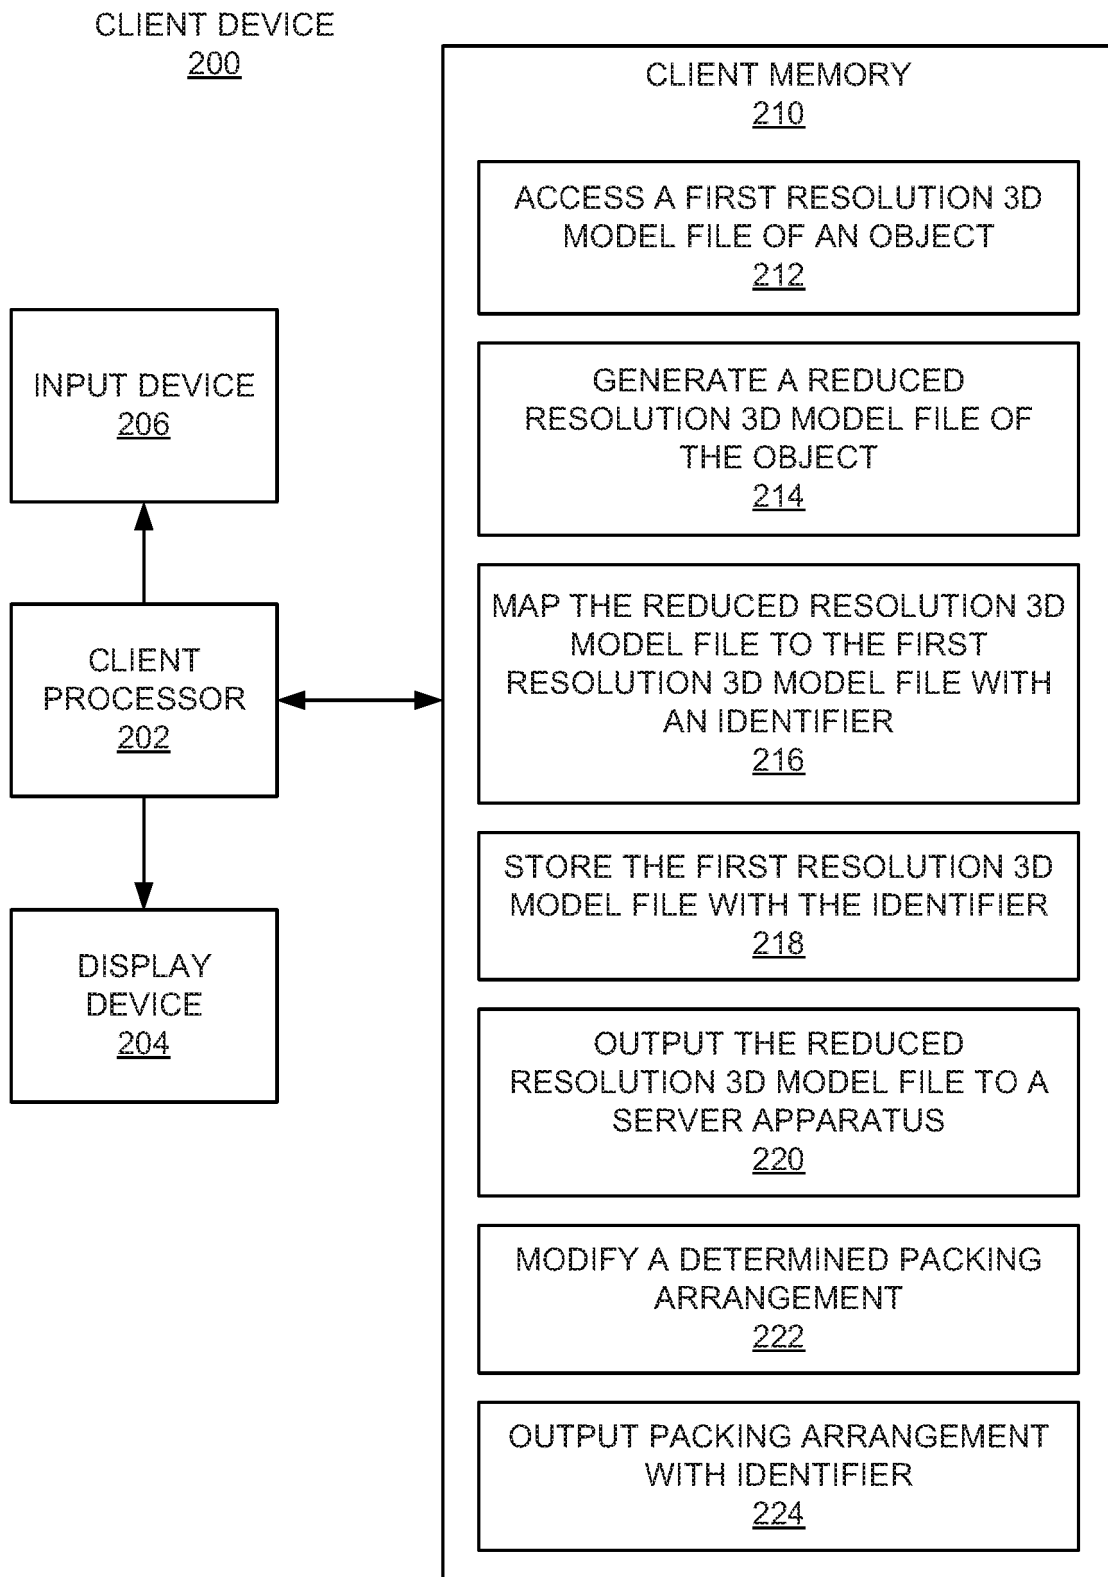 CLIENT DEVICE
200
CLIENT MEMORY
210
ACCESS A FIRST RESOLUTION 3D
MODEL FILE OF AN OBJECT
212
GENERATE A REDUCED
RESOLUTION 3D MODEL FILE OF
THE OBJECT
214
MAP THE REDUCED RESOLUTION 3D
MODEL FILE TO THE FIRST
RESOLUTION 3D MODEL FILE WITH
AN IDENTIFIER
216
STORE THE FIRST RESOLUTION 3D
MODEL FILE WITH THE IDENTIFIER
218
OUTPUT THE REDUCED
RESOLUTION 3D MODEL FILE TO A
SERVER APPARATUS
220
MODIFY A DETERMINED PACKING
ARRANGEMENT
222
OUTPUT PACKING ARRANGEMENT
WITH IDENTIFIER
224
INPUT DEVICE
206
CLIENT
PROCESSOR
202
DISPLAY
DEVICE
204